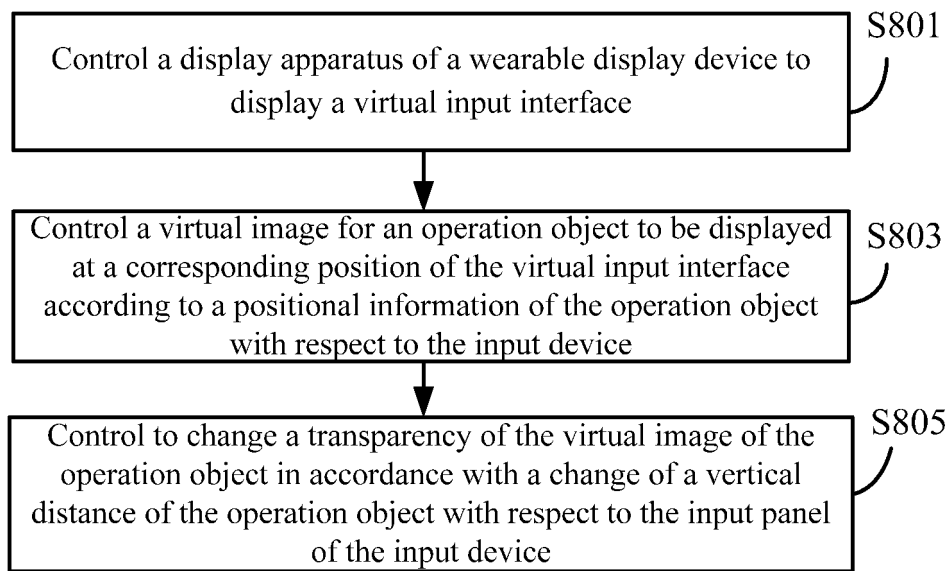 S801
Control a display apparatus of a wearable display device to
display a virtual input interface
S803
Control a virtual image for an operation object to be displayed
at a corresponding position of the virtual input interface
according to a positional information of the operation object
with respect to the input device
S805
Control to change a transparency of the virtual image of the
operation object in accordance with a change of a vertical
distance of the operation object with respect to the input panel
of the input device